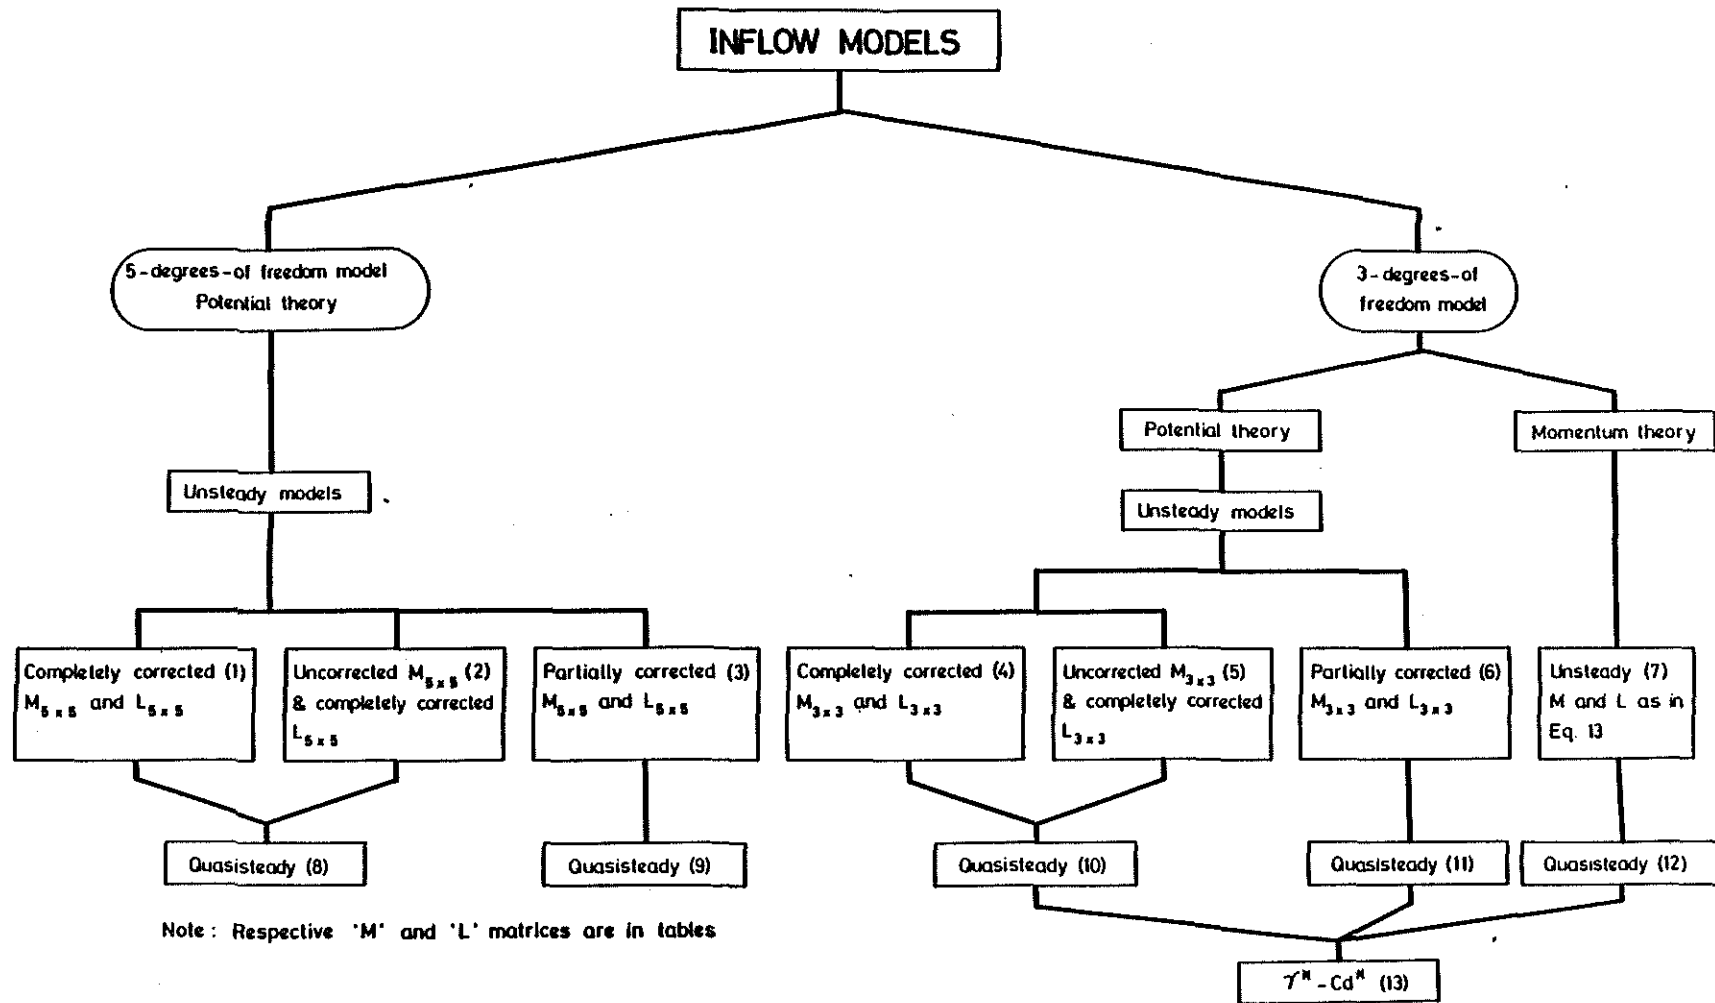 INFLOW MODELS
5-degrees-of freedom model
Potential theory
3-degrees-of
freedom model
Potential theory
Momentum theory
Unsteady models
Unsteady models
Completely corrected (1)
M5x5 and L5x5
Uncorrected M5x5 (2)
& completely corrected
L5x5
Partially corrected (3)
M5x5 and L5x5
Completely corrected (4)
M3x3 and L3x3
Uncorrected M3x3 (5)
& completely corrected
L3x3
Partially corrected (6)
M3x3 and L3x3
Unsteady (7)
M and L as in
Eq. 13
Quasisteady (8)
Quasisteady (9)
Quasisteady (10)
Quasisteady (11)
Quasisteady (12)
Note : Respective 'M' and 'L' matrices are in tables
γ* - Cd* (13)